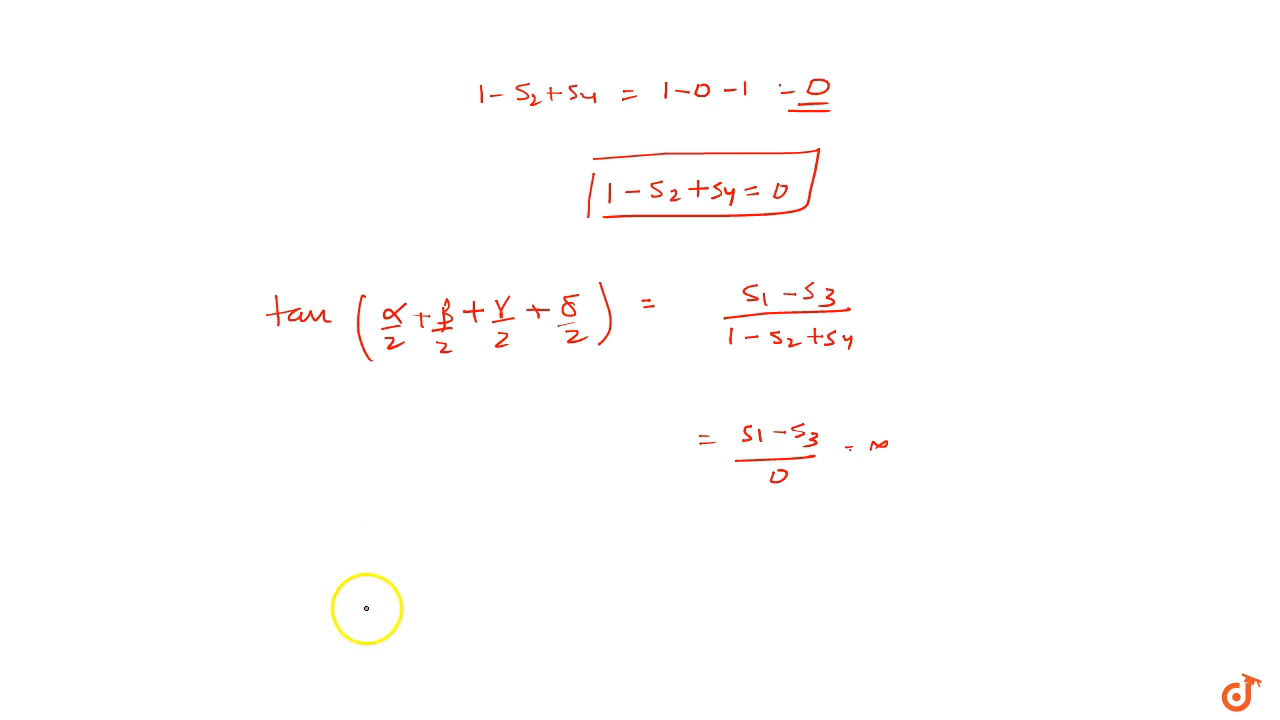 1 - S₂ + S₄ = 1 - 0 - 1 = 0
1 - S₂ + S₄ = 0
tan (α/2 + β/2 + γ/2 + δ/2) = (S₁ - S₃)/(1 - S₂ + S₄)
= (S₁ - S₃)/0 = ∞